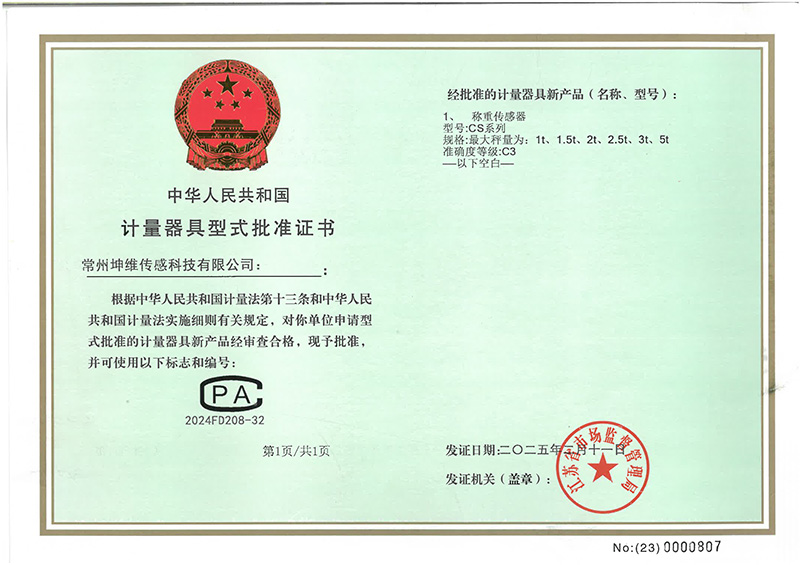 中华人民共和国
计量器具型式批准证书
常州坤维传感科技有限公司：
：
根据中华人民共和国计量法第十三条和中华人民
共和国计量法实施细则有关规定，对你单位申请型
式批准的计量器具新产品经审查合格，现予批准，
并可使用以下标志和编号：
CPA
2024FD208-32
第1页/共1页
经批准的计量器具新产品（名称、型号）：
1、 称重传感器
型号:CS系列
规格:最大秤量为：1t、1.5t、2t、2.5t、3t、5t
准确度等级:C3
—以下空白—
发证日期:二〇二五年三月十一日
发证机关（盖章）:
江苏省市场监督管理局
No:(23)0000807